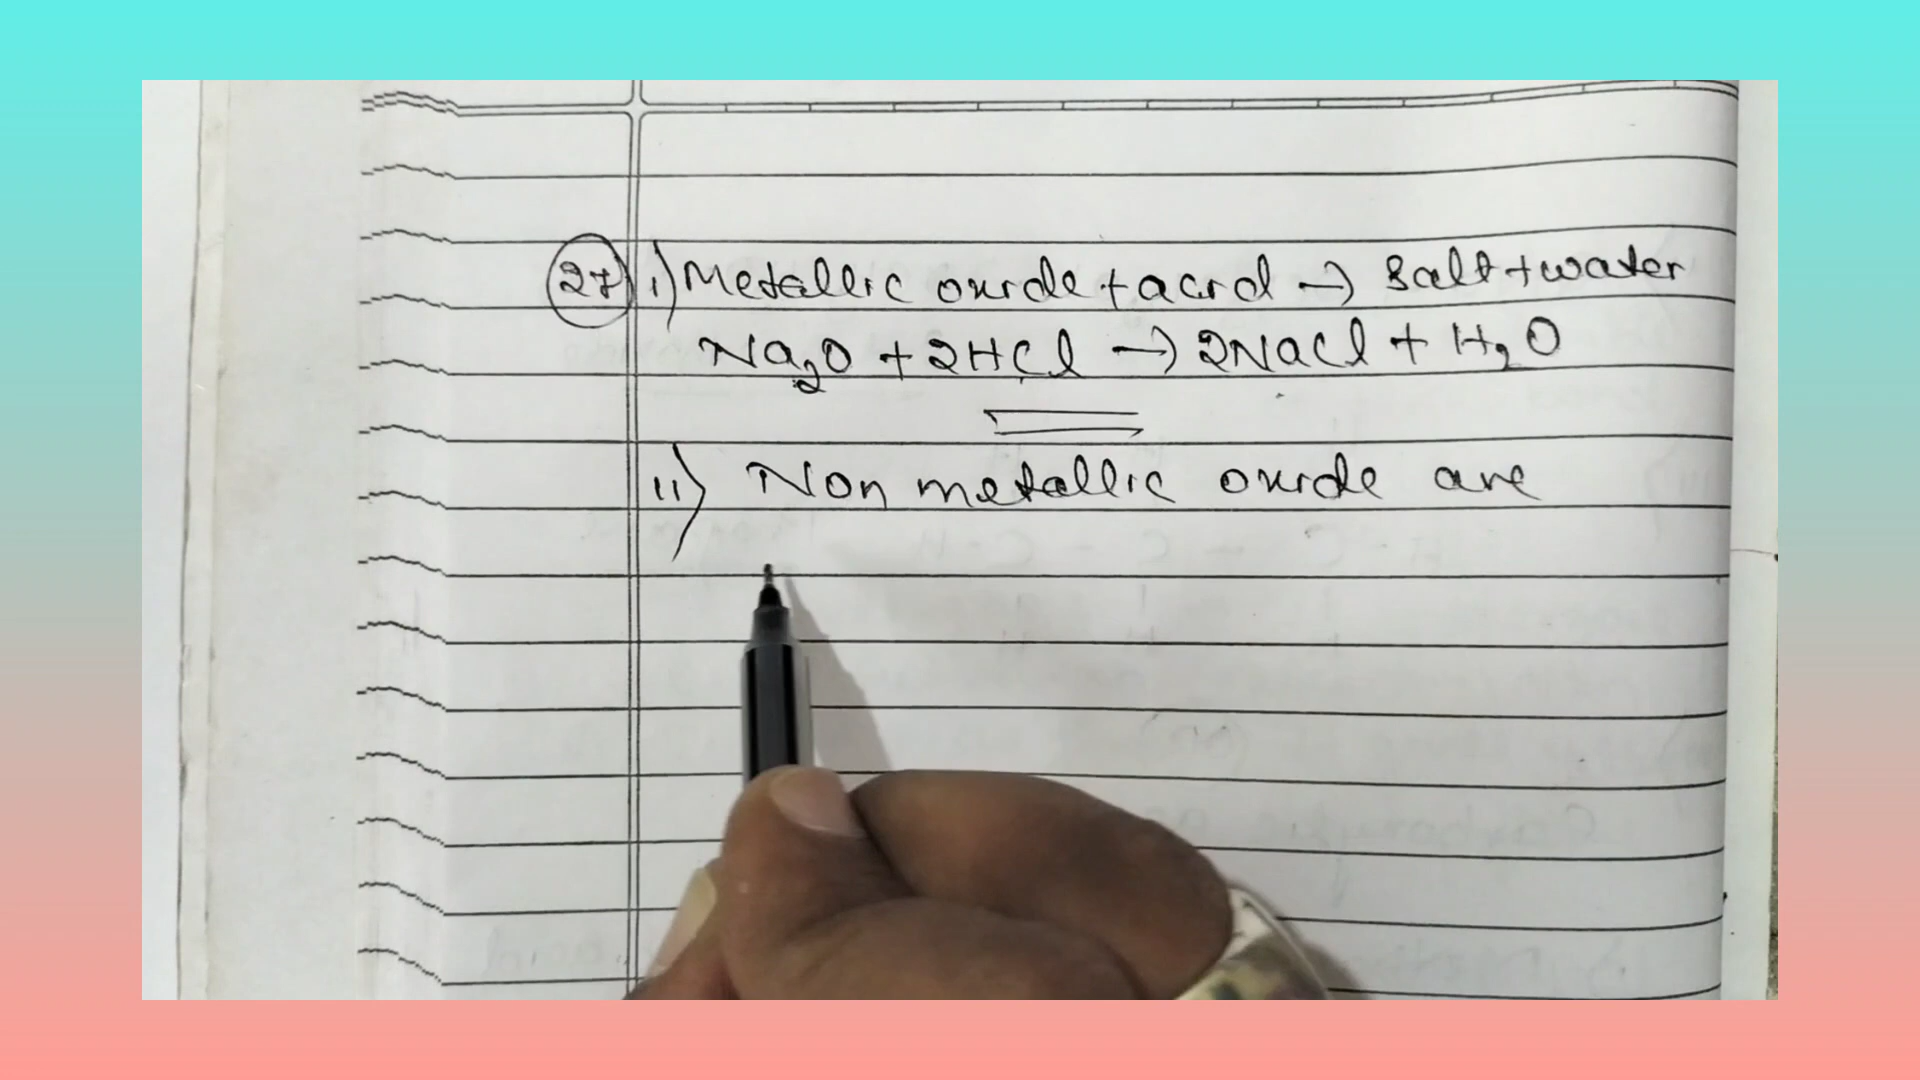 27 i) Metallic oxide + acid → Salt + water
Na₂O + 2HCl → 2NaCl + H₂O
ii) Non metallic oxide are